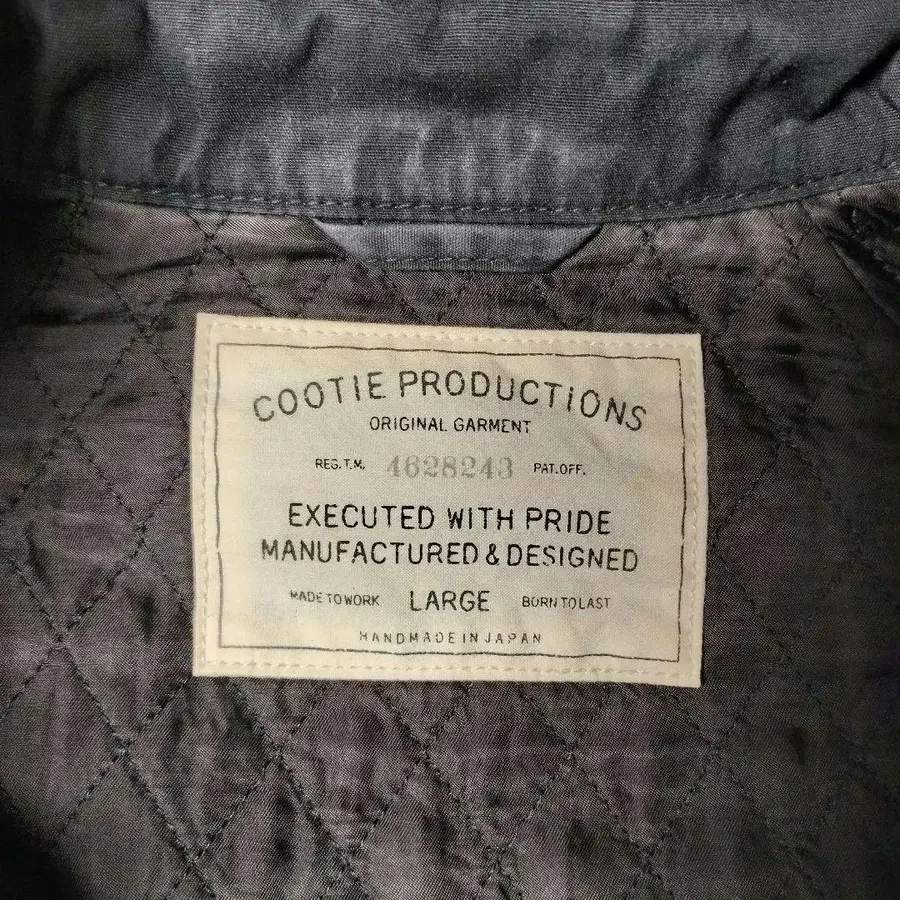 COOTIE PRODUCTIONS
ORIGINAL GARMENT
REG.T.M. 4628243 PAT.OFF.
EXECUTED WITH PRIDE
MANUFACTURED & DESIGNED
MADE TO WORK LARGE BORN TO LAST
HANDMADE IN JAPAN